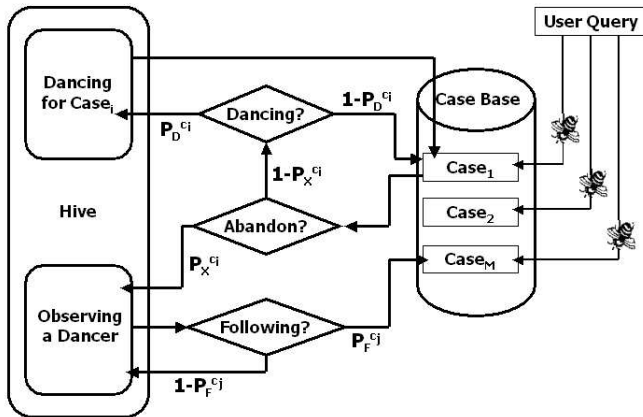 User Query
Dancing
for Case_i
Case Base
Dancing?
1-P_D^ci
P_D^ci
1-P_X^ci
Case_1
Hive
Abandon?
Case_2
P_X^ci
Case_M
Observing
a Dancer
Following?
P_F^cj
1-P_F^cj